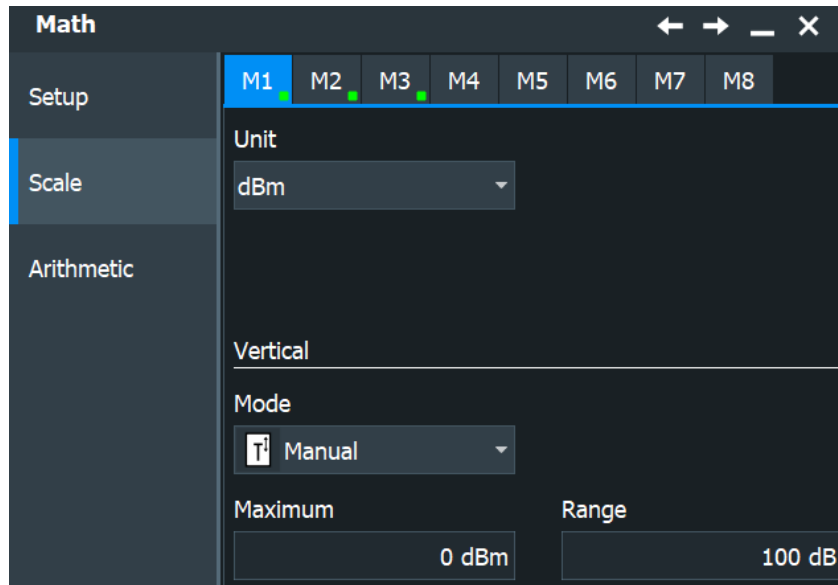 Math
Setup
Scale
Arithmetic
M1 M2 M3 M4 M5 M6 M7 M8
Unit
dBm
Vertical
Mode
Manual
Maximum Range
0 dBm 100 dB